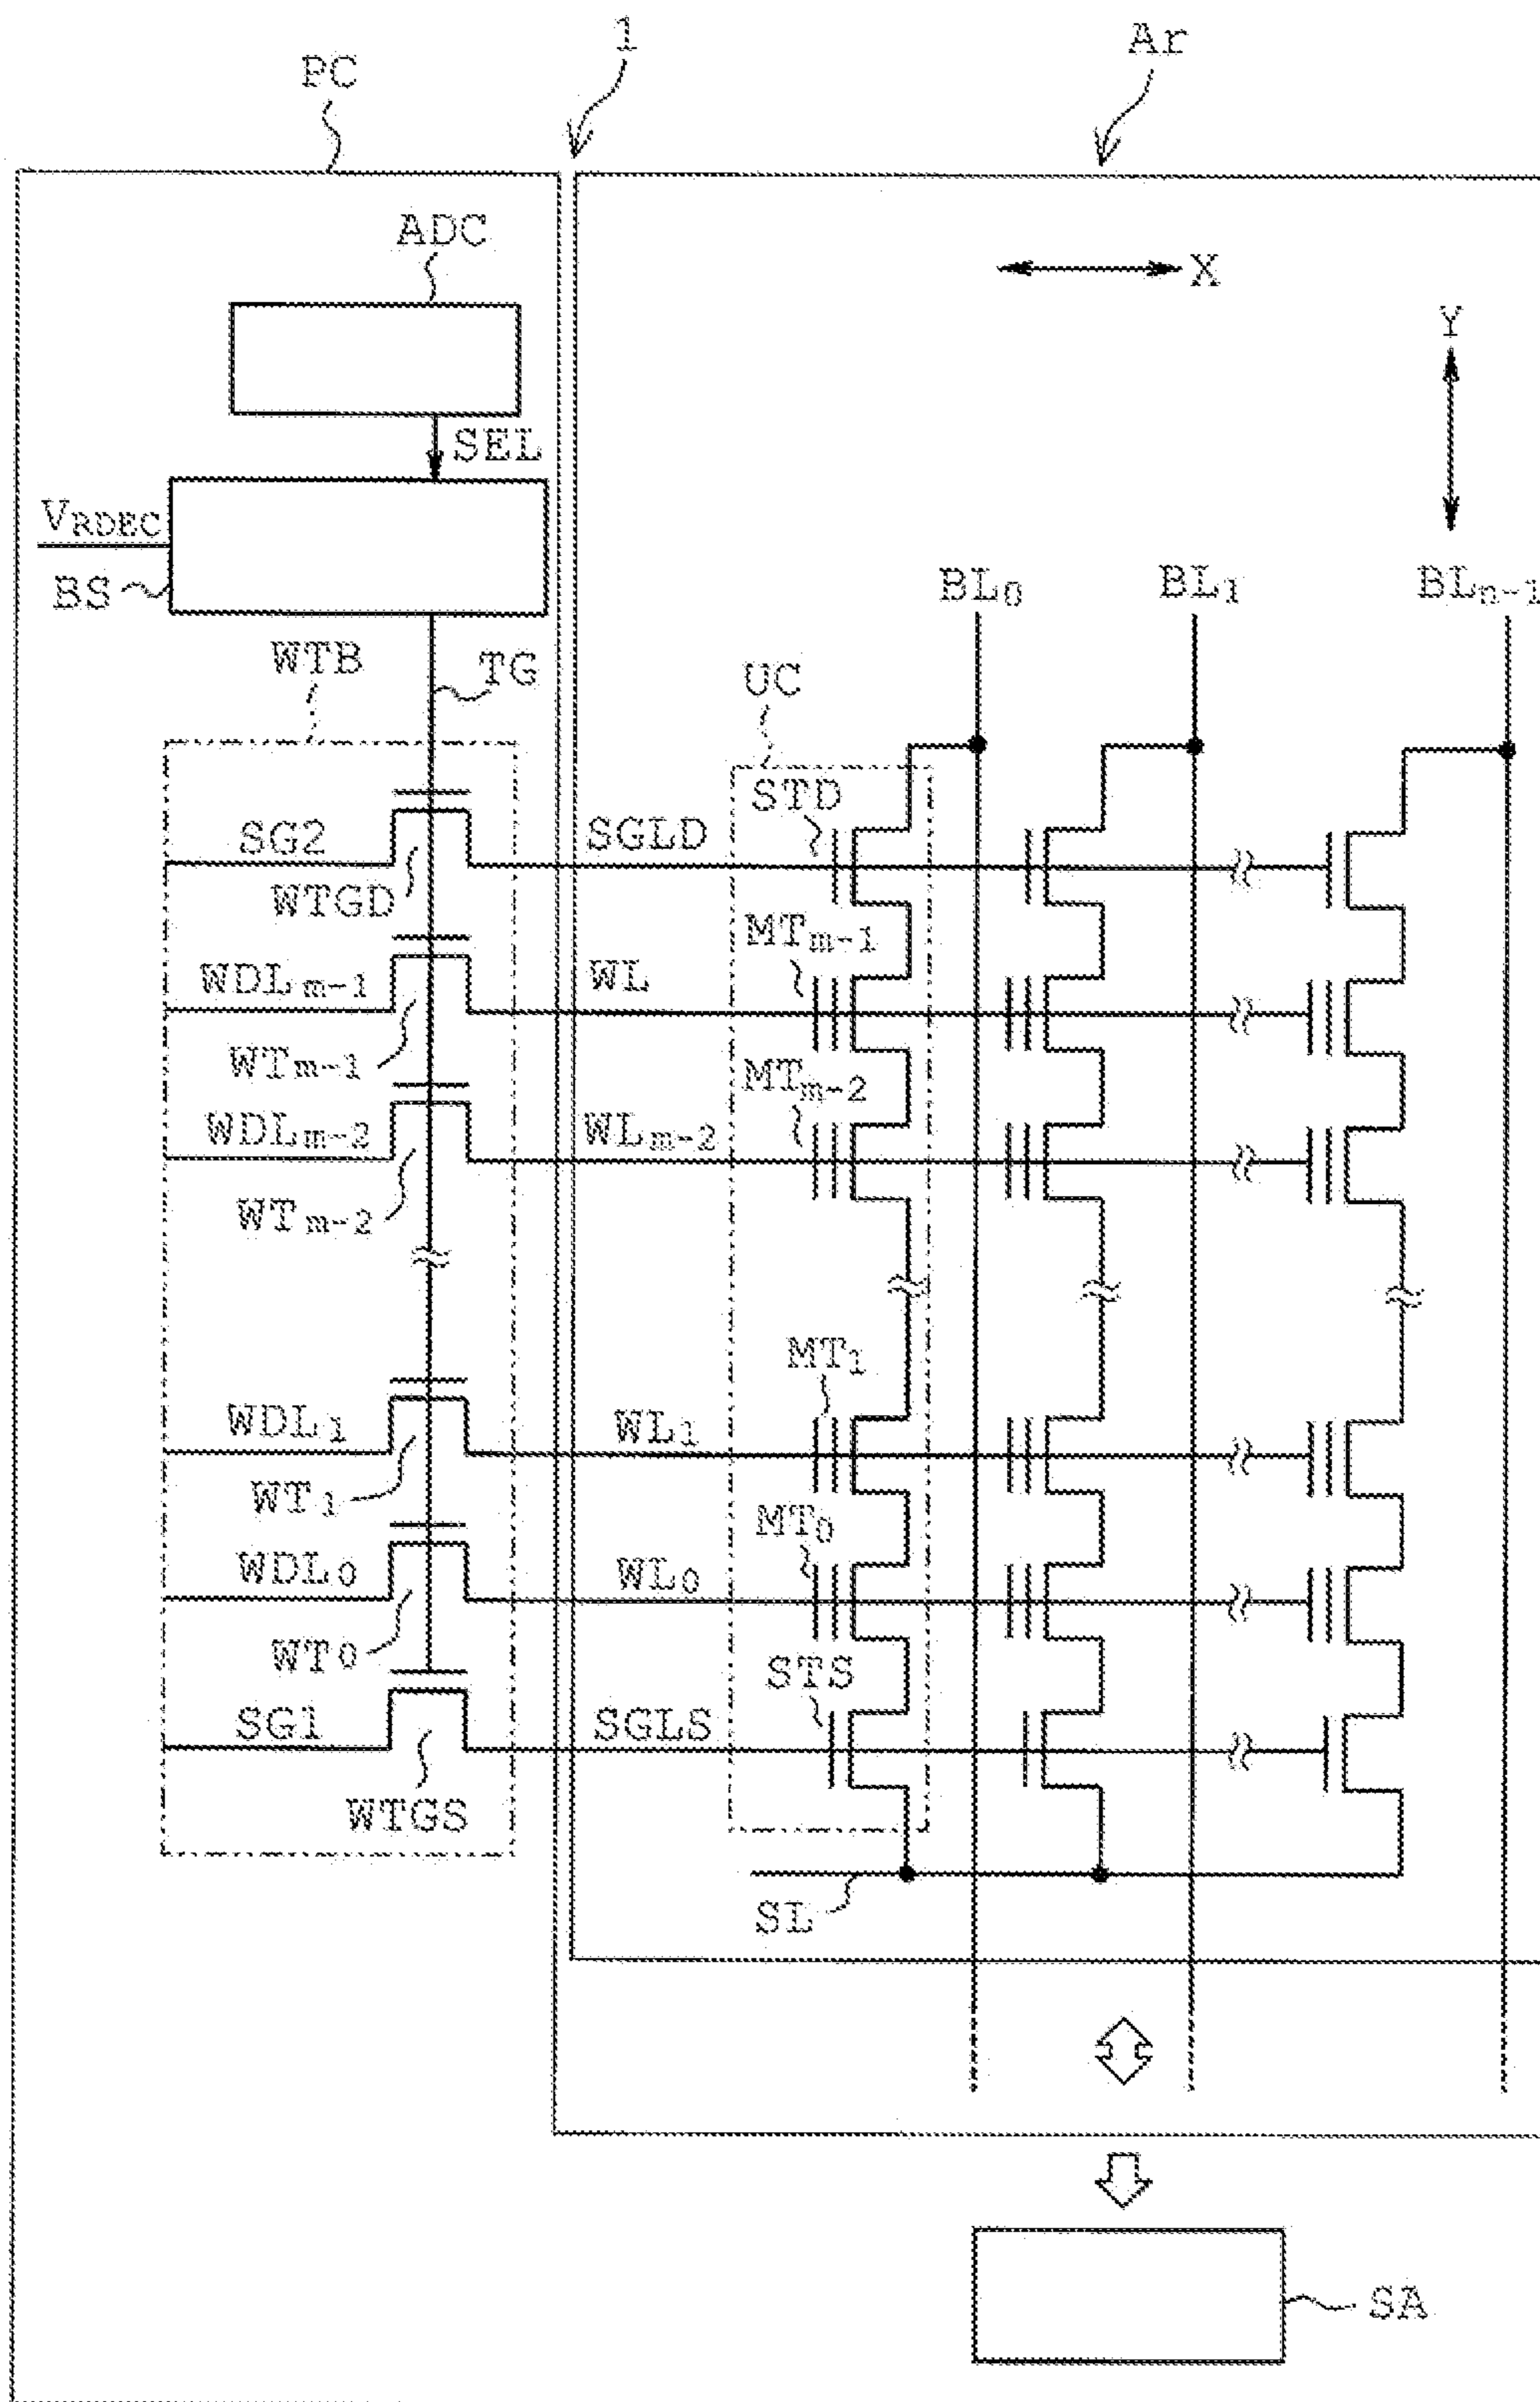 1
Ar
PC
ADC
X
Y
SEL
VRDEC
BS
BL0
BL1
BLn-1
WTB
TG
UC
STD
SG2
SGLD
WTGD
MTm-1
WDLm-1
WL
WTm-1
MTm-2
WDLm-2
WLm-2
WTm-2
MT1
WDL1
WL1
WT1
MT0
WDL0
WL0
WT0
STS
SG1
SGLS
WTGS
SL
SA